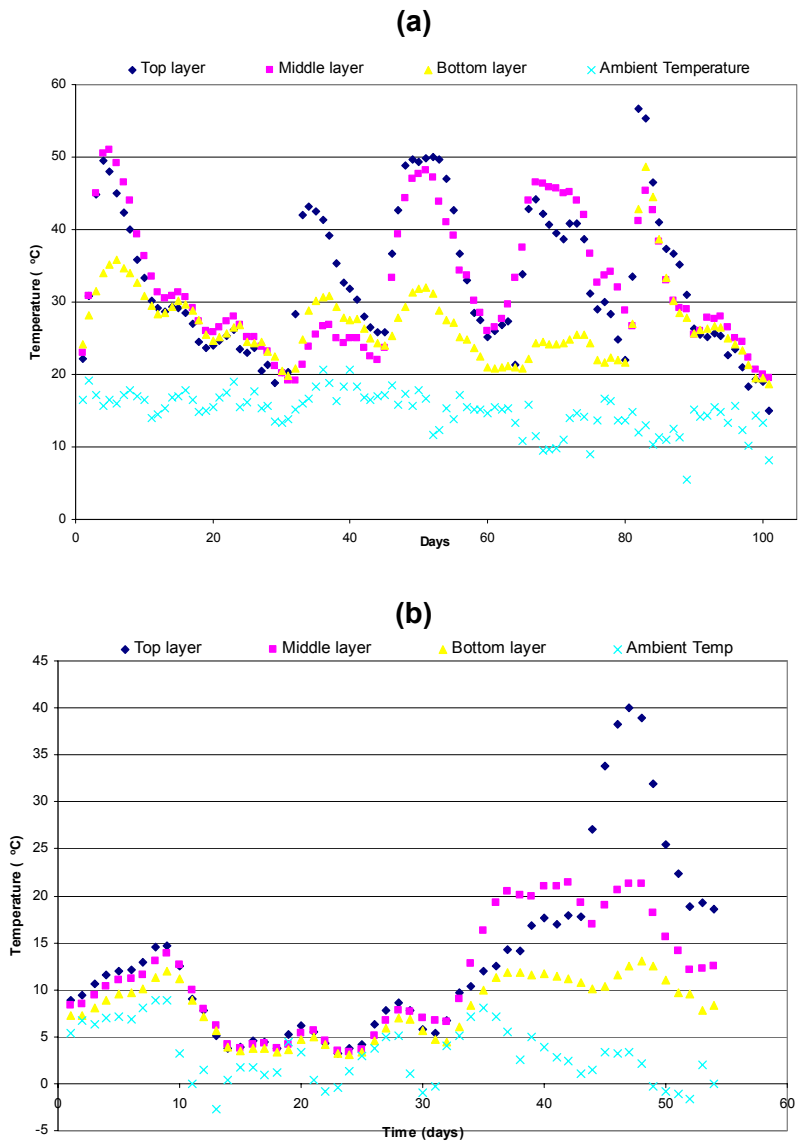 (a)
Top layer Middle layer Bottom layer Ambient Temperature
60
50
40
30
20
10
0
Temperature ( °C)
0 20 40 60 80 100
Days
(b)
Top layer Middle layer Bottom layer Ambient Temp
45
40
35
30
25
20
15
10
5
0
-5
Temperature ( °C)
0 10 20 30 40 50 60
Time (days)